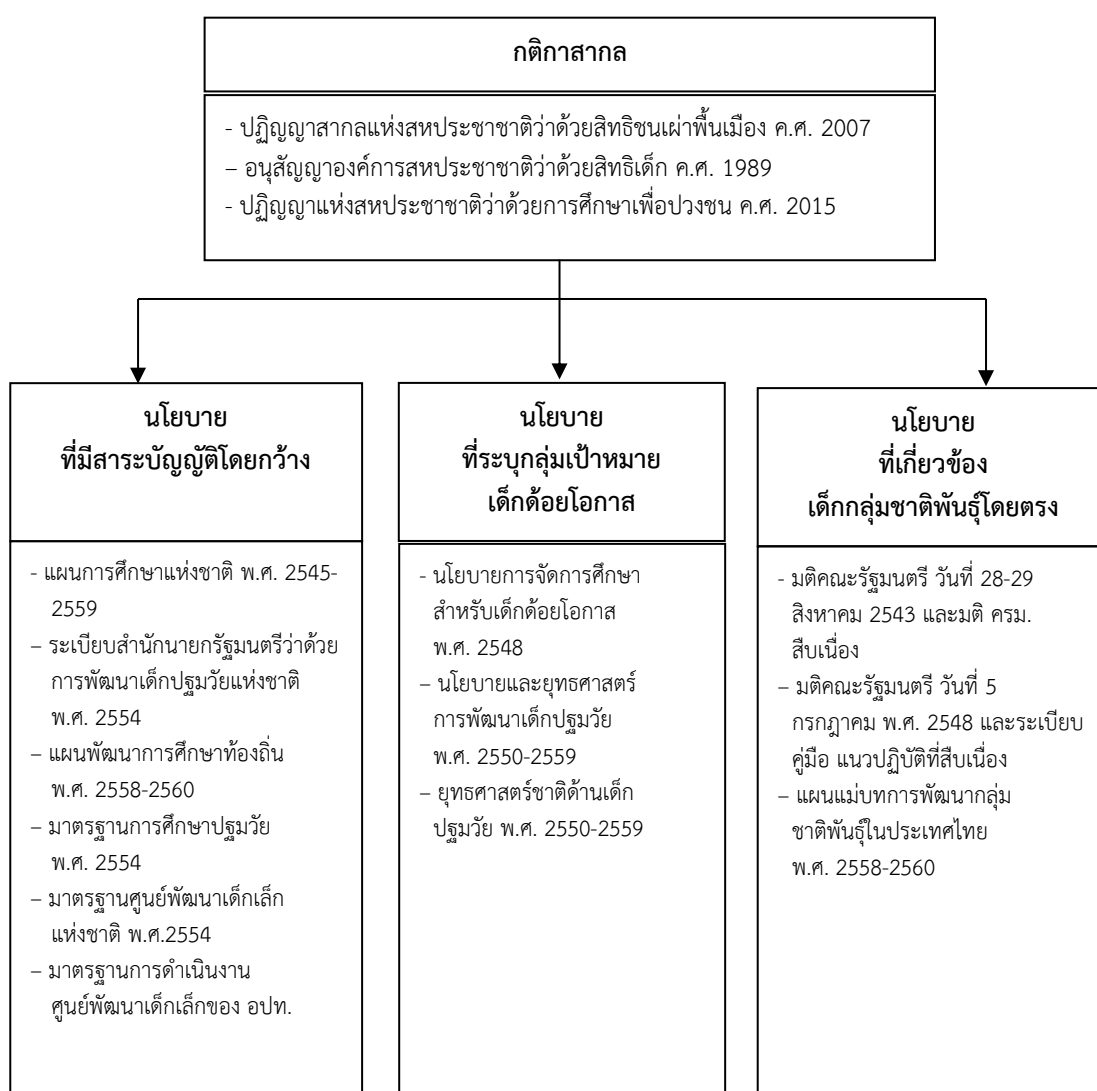 กติกาสากล
- ปฏิญญาสากลแห่งสหประชาชาติว่าด้วยสิทธิชนเผ่าพื้นเมือง ค.ศ. 2007
– อนุสัญญาองค์การสหประชาชาติว่าด้วยสิทธิเด็ก ค.ศ. 1989
- ปฏิญญาแห่งสหประชาชาติว่าด้วยการศึกษาเพื่อปวงชน ค.ศ. 2015
นโยบาย
ที่มีสาระบัญญัติโดยกว้าง
- แผนการศึกษาแห่งชาติ พ.ศ. 2545-
2559
– ระเบียบสำนักนายกรัฐมนตรีว่าด้วย
การพัฒนาเด็กปฐมวัยแห่งชาติ
พ.ศ. 2554
– แผนพัฒนาการศึกษาท้องถิ่น
พ.ศ. 2558-2560
– มาตรฐานการศึกษาปฐมวัย
พ.ศ. 2554
– มาตรฐานศูนย์พัฒนาเด็กเล็ก
แห่งชาติ พ.ศ.2554
– มาตรฐานการดำเนินงาน
ศูนย์พัฒนาเด็กเล็กของ อปท.
นโยบาย
ที่ระบุกลุ่มเป้าหมาย
เด็กด้อยโอกาส
- นโยบายการจัดการศึกษา
สำหรับเด็กด้อยโอกาส
พ.ศ. 2548
– นโยบายและยุทธศาสตร์
การพัฒนาเด็กปฐมวัย
พ.ศ. 2550-2559
– ยุทธศาสตร์ชาติด้านเด็ก
ปฐมวัย พ.ศ. 2550-2559
นโยบาย
ที่เกี่ยวข้อง
เด็กกลุ่มชาติพันธุ์โดยตรง
- มติคณะรัฐมนตรี วันที่ 28-29
สิงหาคม 2543 และมติ ครม.
สืบเนื่อง
– มติคณะรัฐมนตรี วันที่ 5
กรกฎาคม พ.ศ. 2548 และระเบียบ
คู่มือ แนวปฏิบัติที่สืบเนื่อง
– แผนแม่บทการพัฒนากลุ่ม
ชาติพันธุ์ในประเทศไทย
พ.ศ. 2558-2560